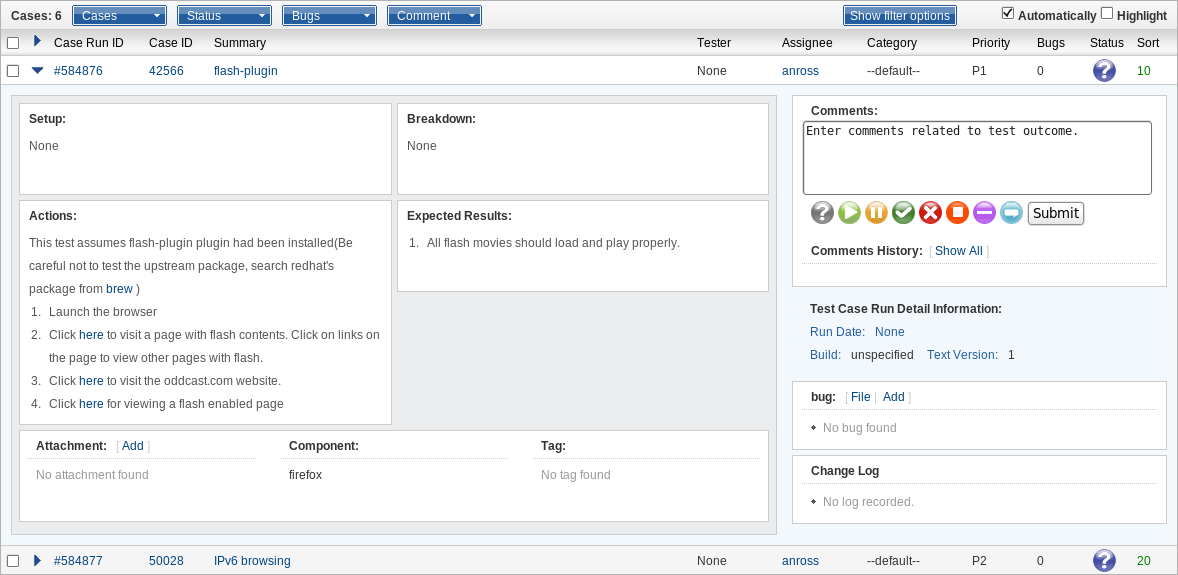 Cases: 6 Cases Status Bugs Comment Show filter options Automatically Highlight
Case Run ID Case ID Summary Tester Assignee Category Priority Bugs Status Sort
#584876 42566 flash-plugin None anross --default-- P1 0 ? 10
Setup:
None
Breakdown:
None
Actions:
This test assumes flash-plugin plugin had been installed(Be
careful not to test the upstream package, search redhat's
package from brew )
1. Launch the browser
2. Click here to visit a page with flash contents. Click on links on
the page to view other pages with flash.
3. Click here to visit the oddcast.com website.
4. Click here for viewing a flash enabled page
Expected Results:
1. All flash movies should load and play properly.
Attachment: [ Add ]
No attachment found
Component:
firefox
Tag:
No tag found
Comments:
Enter comments related to test outcome.
? Submit
Comments History: [ Show All ]
Test Case Run Detail Information:
Run Date: None
Build: unspecified Text Version: 1
bug: [ File | Add ]
No bug found
Change Log
No log recorded.
#584877 50028 IPv6 browsing None anross --default-- P2 0 ? 20